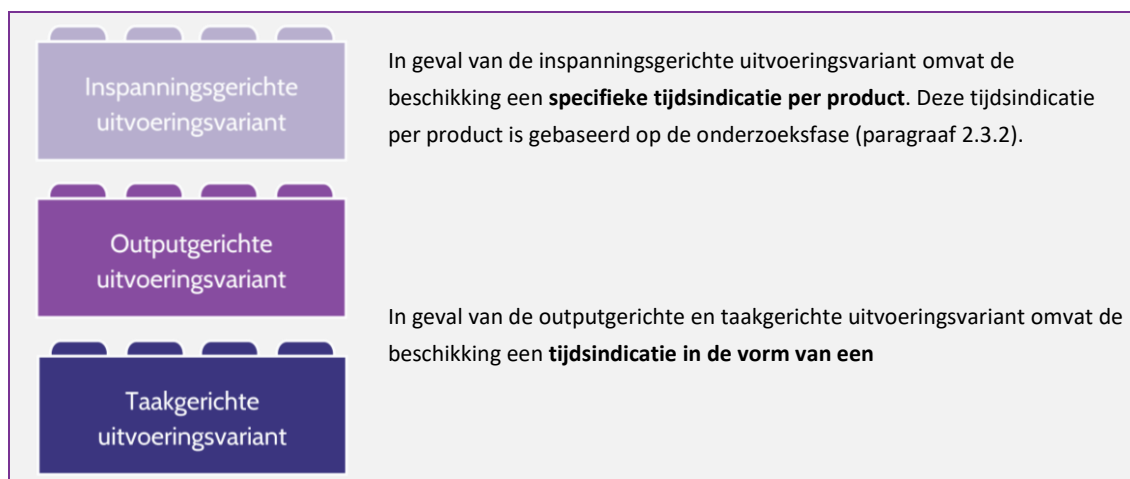 Inspanningsgerichte
uitvoeringsvariant
In geval van de inspanningsgerichte uitvoeringsvariant omvat de
beschikking een specifieke tijdsindicatie per product. Deze tijdsindicatie
per product is gebaseerd op de onderzoeksfase (paragraaf 2.3.2).
Outputgerichte
uitvoeringsvariant
In geval van de outputgerichte en taakgerichte uitvoeringsvariant omvat de
beschikking een tijdsindicatie in de vorm van een
Taakgerichte
uitvoeringsvariant